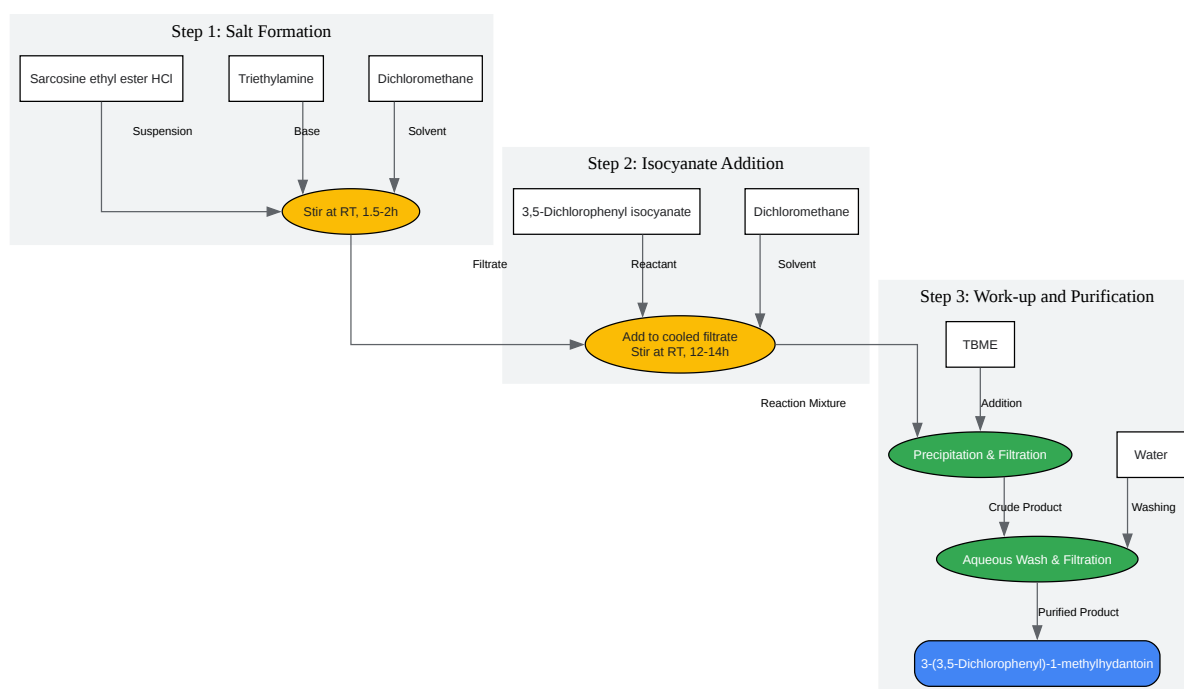 Step 1: Salt Formation
Sarcosine ethyl ester HCl
Triethylamine
Dichloromethane
Suspension
Base
Solvent
Stir at RT, 1.5-2h
Filtrate
Step 2: Isocyanate Addition
3,5-Dichlorophenyl isocyanate
Dichloromethane
Reactant
Solvent
Add to cooled filtrate
Stir at RT, 12-14h
Reaction Mixture
Step 3: Work-up and Purification
TBME
Addition
Precipitation & Filtration
Water
Crude Product
Washing
Aqueous Wash & Filtration
Purified Product
3-(3,5-Dichlorophenyl)-1-methylhydantoin